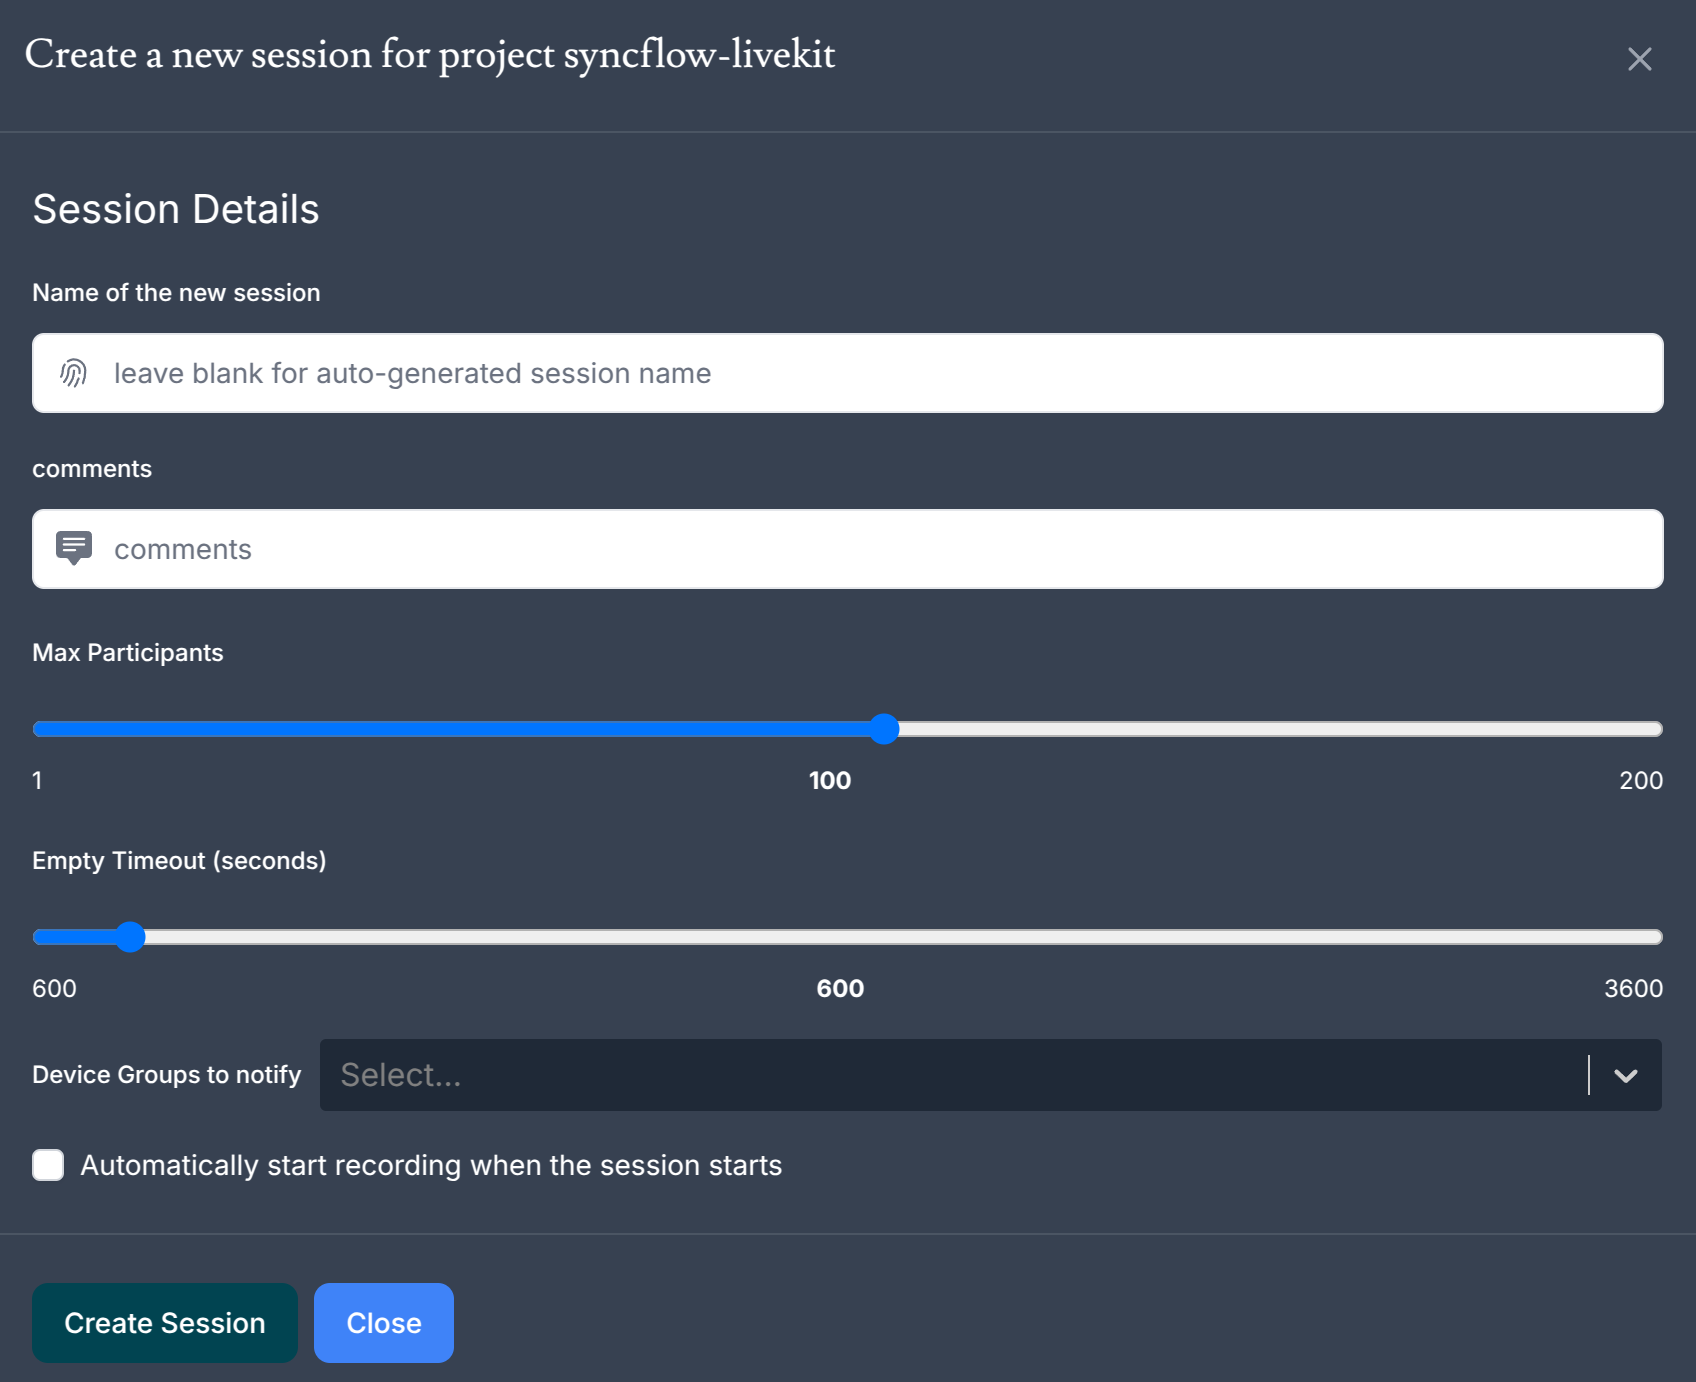 Create a new session for project syncflow-livekit
Session Details
Name of the new session
leave blank for auto-generated session name
comments
comments
Max Participants
1 100 200
Empty Timeout (seconds)
600 600 3600
Device Groups to notify Select...
Automatically start recording when the session starts
Create Session Close